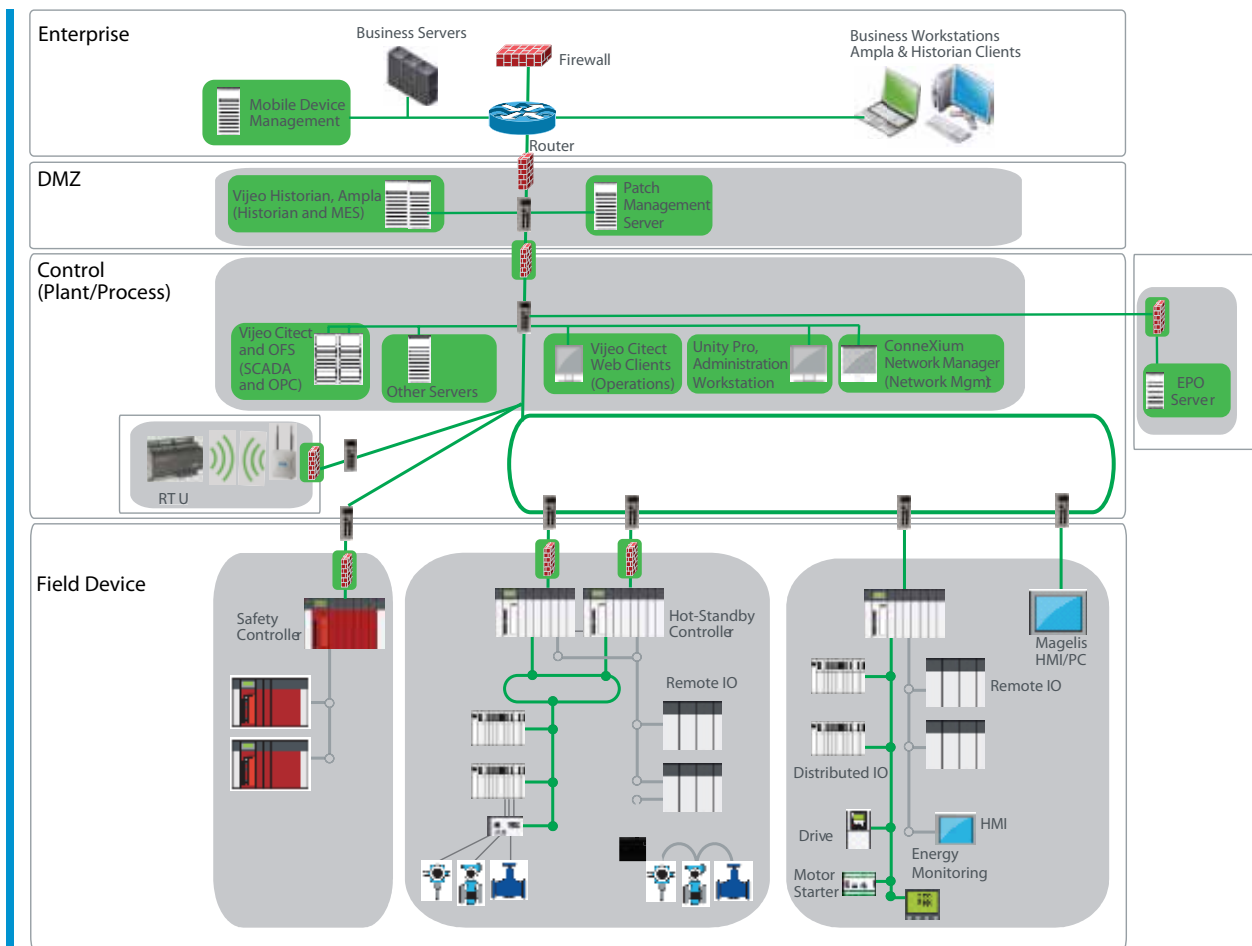 Enterprise
Business Servers
Firewall
Business Workstations
Ampla & Historian Clients
Mobile Device
Management
Router
DMZ
Vijeo Historian, Ampla
(Historian and MES)
Patch
Management
Server
Control
(Plant/Process)
Vijeo Citect
and OFS
(SCADA
and OPC)
Other Servers
Vijeo Citect
Web Clients
(Operations)
Unity Pro,
Administration
Workstation
ConneXium
Network Manager
(Network Mgmt)
EPO
Server
RTU
Field Device
Safety
Controller
Hot-Standby
Controller
Remote IO
Magelis
HMI/PC
Remote IO
Distributed IO
Drive
HMI
Energy
Monitoring
Motor
Starter